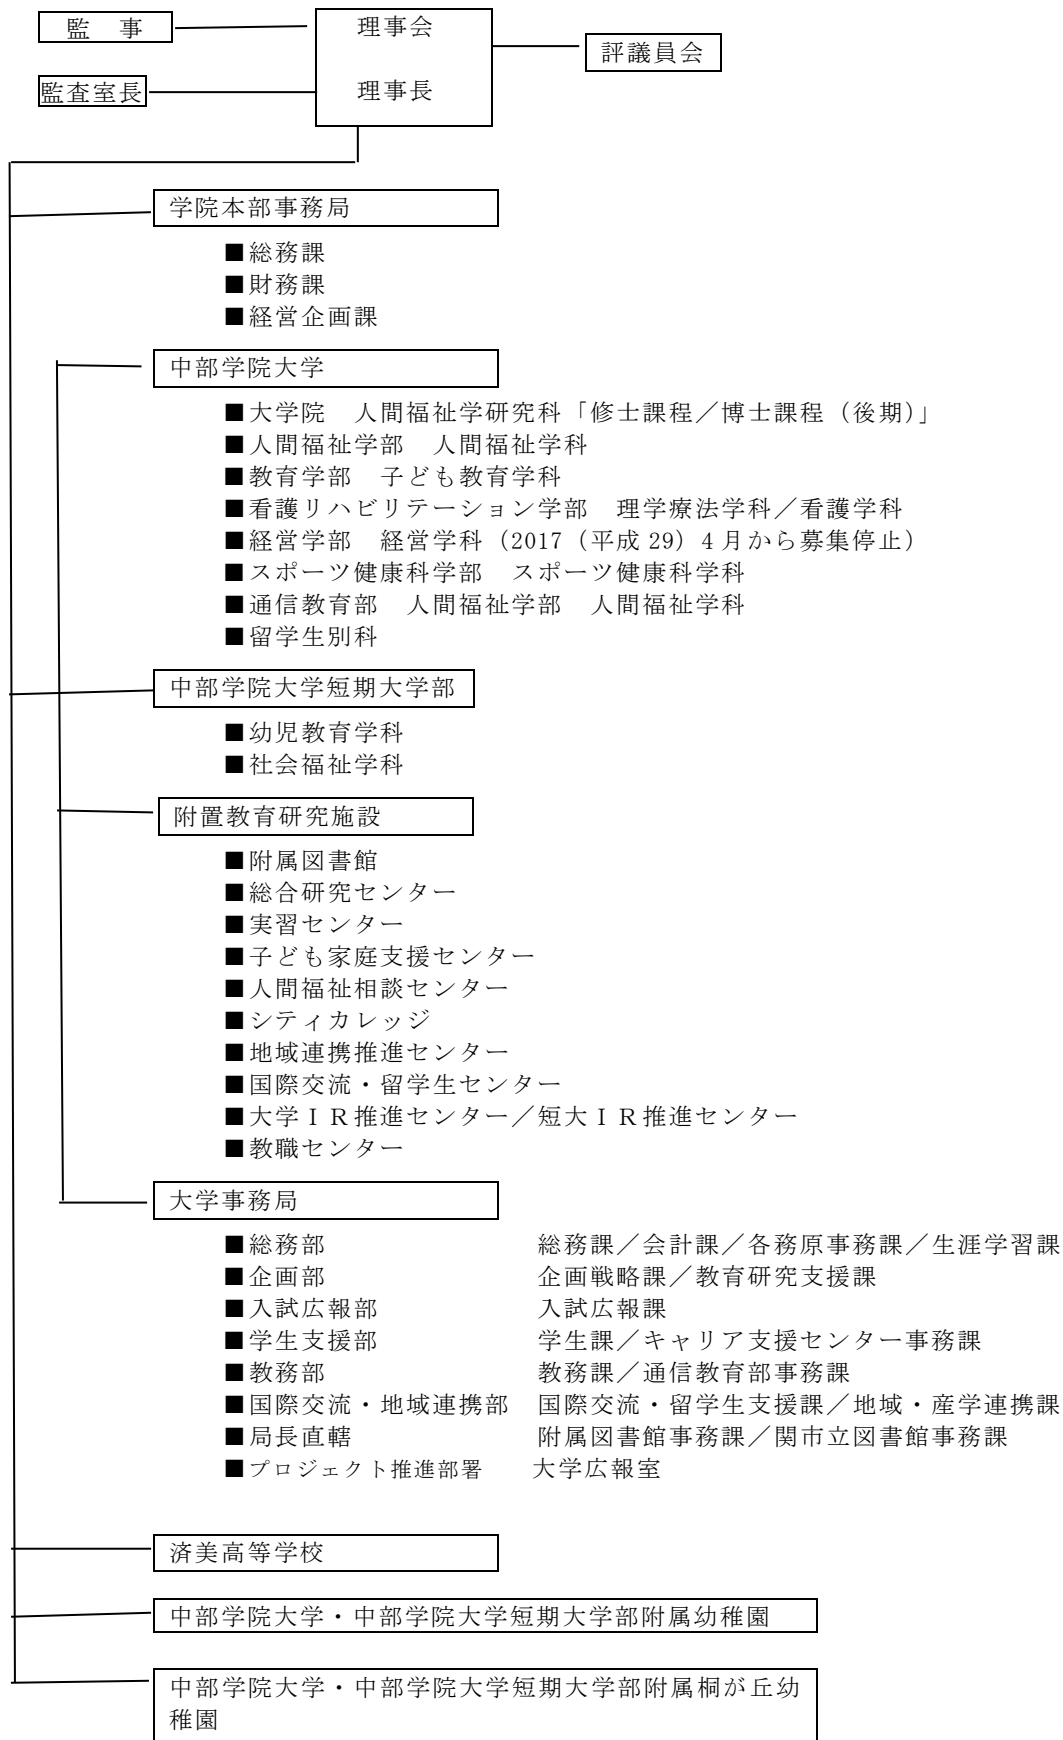 監　事
理事会
評議員会
監査室長
理事長
学院本部事務局
■総務課
■財務課
■経営企画課
中部学院大学
■大学院　人間福祉学研究科「修士課程／博士課程（後期）」
■人間福祉学部　人間福祉学科
■教育学部　子ども教育学科
■看護リハビリテーション学部　理学療法学科／看護学科
■経営学部　経営学科（2017（平成 29）4 月から募集停止）
■スポーツ健康科学部　スポーツ健康科学科
■通信教育部　人間福祉学部　人間福祉学科
■留学生別科
中部学院大学短期大学部
■幼児教育学科
■社会福祉学科
附置教育研究施設
■附属図書館
■総合研究センター
■実習センター
■子ども家庭支援センター
■人間福祉相談センター
■シティカレッジ
■地域連携推進センター
■国際交流・留学生センター
■大学ＩＲ推進センター／短大ＩＲ推進センター
■教職センター
大学事務局
■総務部　総務課／会計課／各務原事務課／生涯学習課
■企画部　企画戦略課／教育研究支援課
■入試広報部　入試広報課
■学生支援部　学生課／キャリア支援センター事務課
■教務部　教務課／通信教育部事務課
■国際交流・地域連携部　国際交流・留学生支援課／地域・産学連携課
■局長直轄　附属図書館事務課／関市立図書館事務課
■プロジェクト推進部署　大学広報室
済美高等学校
中部学院大学・中部学院大学短期大学部附属幼稚園
中部学院大学・中部学院大学短期大学部附属桐が丘幼
稚園